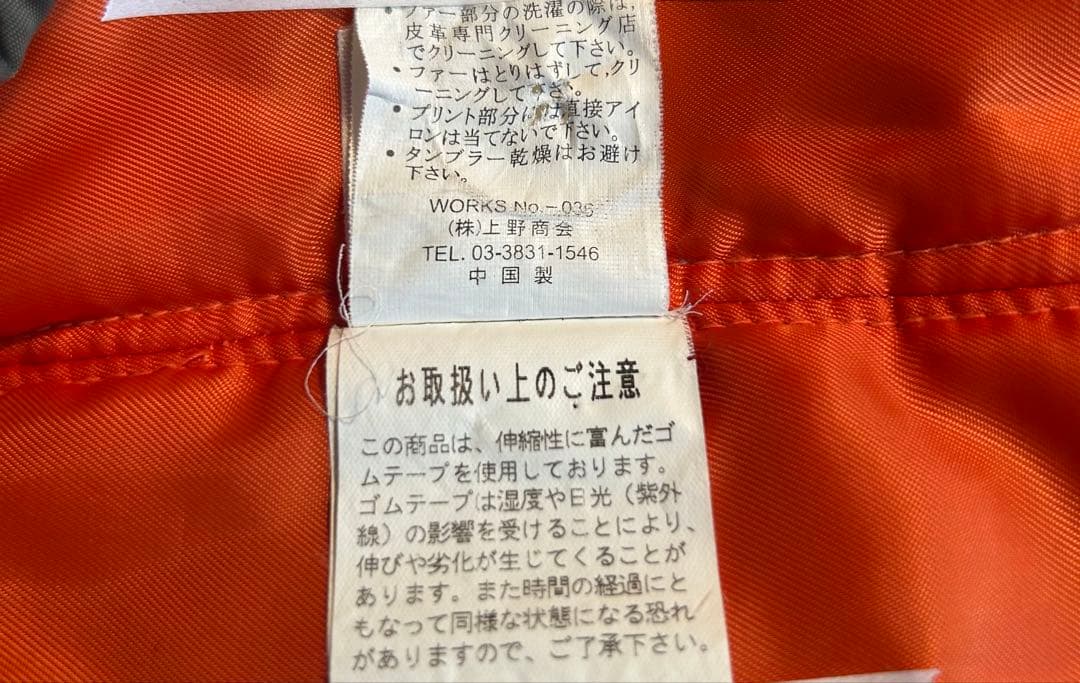 ・ファー部分の洗濯の際は,
皮革専門クリーニング店
でクリーニングして下さい。
・ファーはとりはずして,クリ
ーニングして下さい。
・プリント部分には直接アイ
ロンは当てないで下さい。
・タンブラー乾燥はお避け
下さい。
WORKS No.-036
(株)上野商会
TEL. 03-3831-1546
中国製
お取扱い上のご注意
この商品は、伸縮性に富んだゴ
ムテープを使用しております。
ゴムテープは湿度や日光(紫外
線)の影響を受けることにより、
伸びや劣化が生じてくることが
あります。また時間の経過にと
もなって同様な状態になる恐れ
がありますので、ご了承下さい。